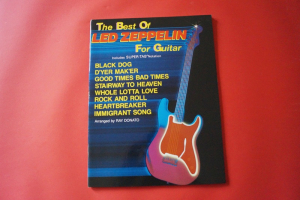 The Best Of
LED ZEPPELIN
For Guitar
Includes SUPER-TAB Notation
BLACK DOG
D'YER MAK'ER
GOOD TIMES BAD TIMES
STAIRWAY TO HEAVEN
WHOLE LOTTA LOVE
ROCK AND ROLL
HEARTBREAKER
IMMIGRANT SONG
Arranged by RAY DONATO